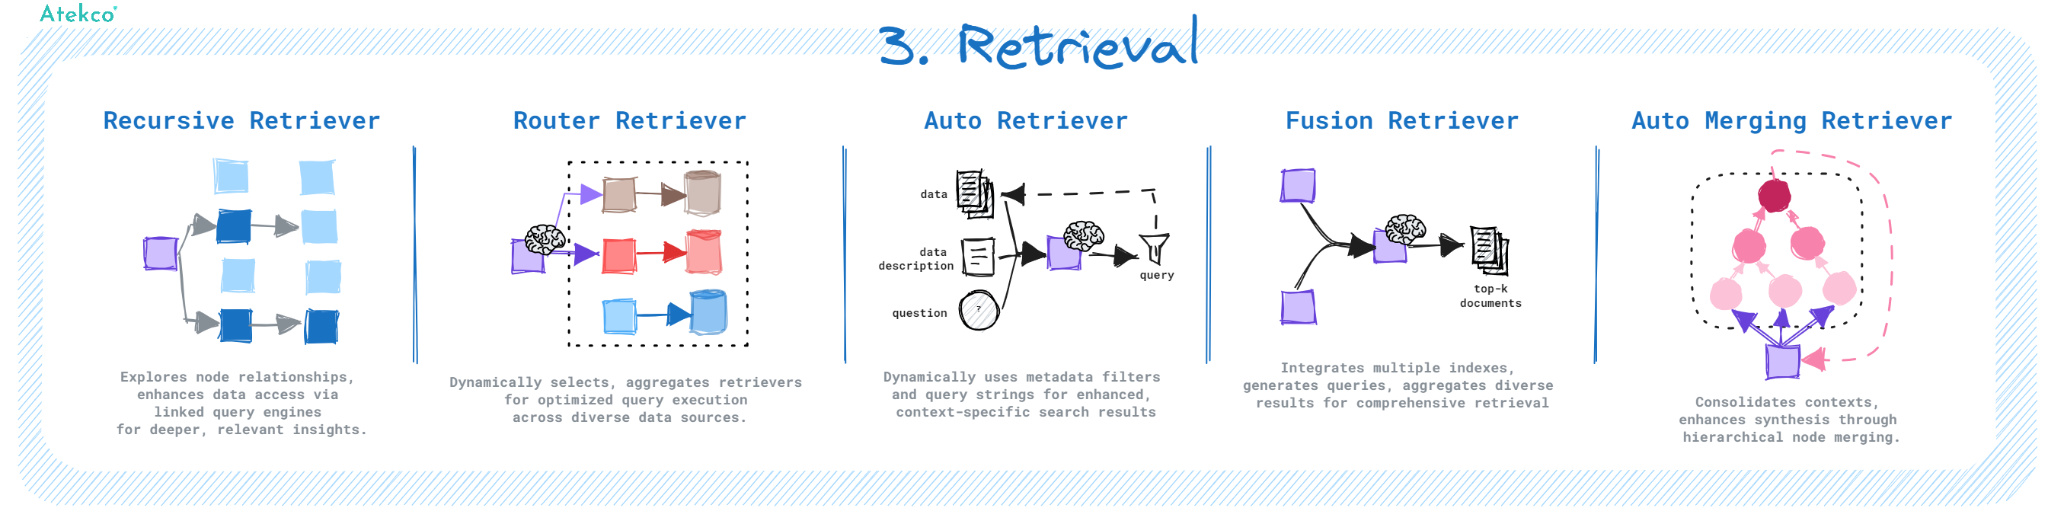 Atekco
3. Retrieval
Recursive Retriever
Explores node relationships,
enhances data access via
linked query engines
for deeper, relevant insights.
Router Retriever
Dynamically selects, aggregates retrievers
for optimized query execution
across diverse data sources.
Auto Retriever
data
data
description
question
?
query
Dynamically uses metadata filters
and query strings for enhanced,
context-specific search results
Fusion Retriever
top-k
documents
Integrates multiple indexes,
generates queries, aggregates diverse
results for comprehensive retrieval
Auto Merging Retriever
Consolidates contexts,
enhances synthesis through
hierarchical node merging.